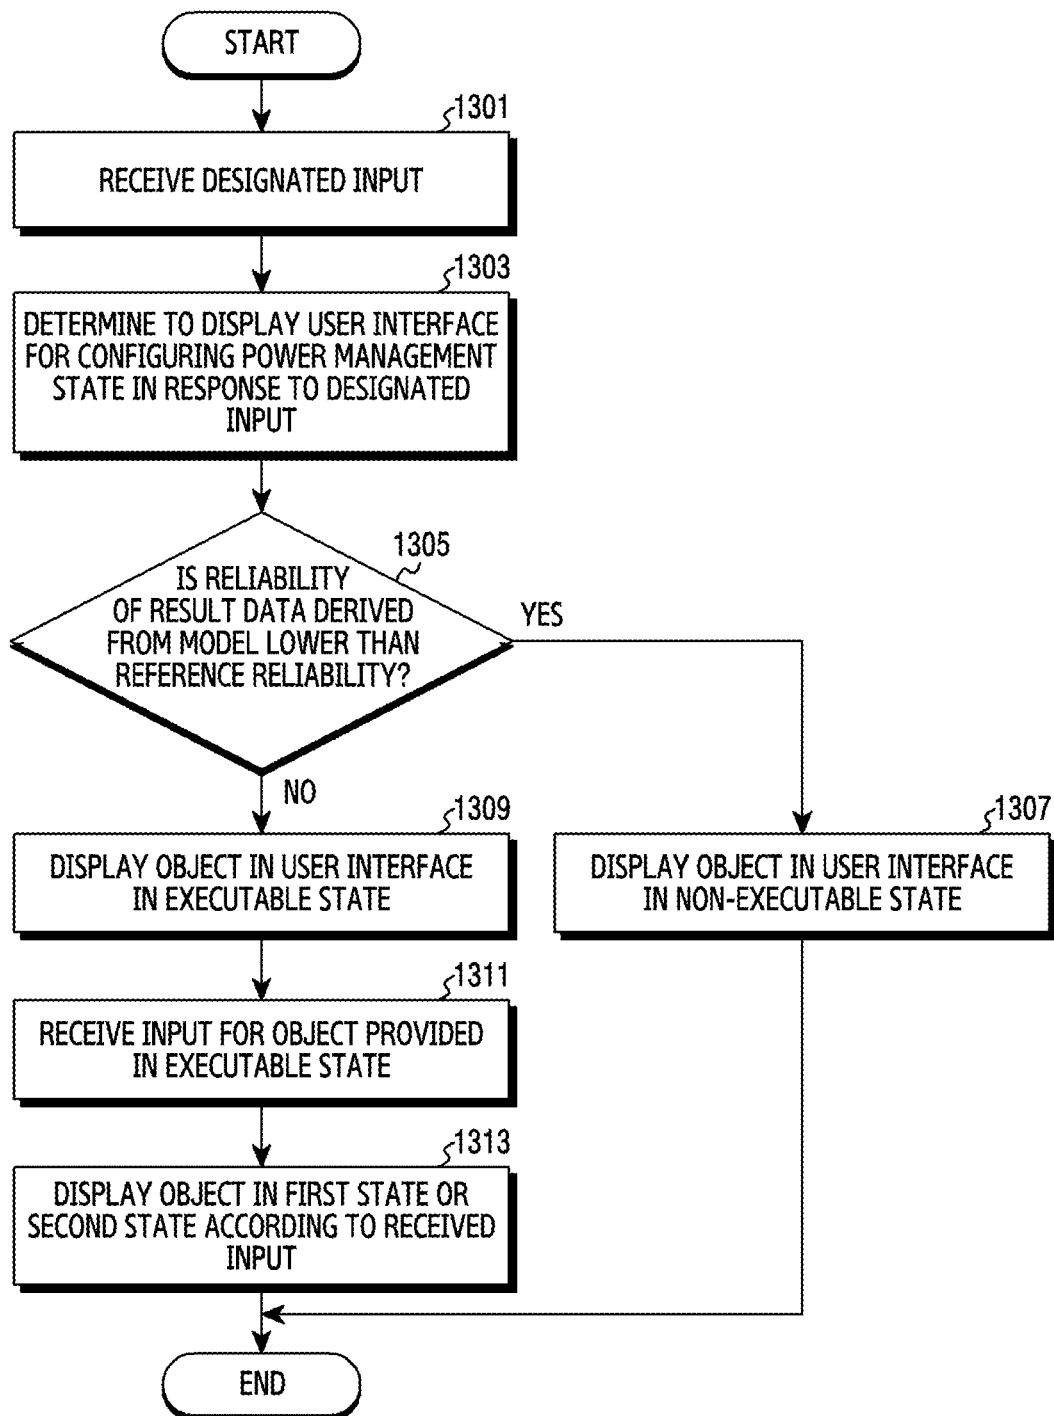 START
1301
RECEIVE DESIGNATED INPUT
1303
DETERMINE TO DISPLAY USER INTERFACE
FOR CONFIGURING POWER MANAGEMENT
STATE IN RESPONSE TO DESIGNATED
INPUT
1305
IS RELIABILITY
OF RESULT DATA DERIVED
FROM MODEL LOWER THAN
REFERENCE RELIABILITY?
YES
NO
1309
DISPLAY OBJECT IN USER INTERFACE
IN EXECUTABLE STATE
1307
DISPLAY OBJECT IN USER INTERFACE
IN NON-EXECUTABLE STATE
1311
RECEIVE INPUT FOR OBJECT PROVIDED
IN EXECUTABLE STATE
1313
DISPLAY OBJECT IN FIRST STATE OR
SECOND STATE ACCORDING TO RECEIVED
INPUT
END